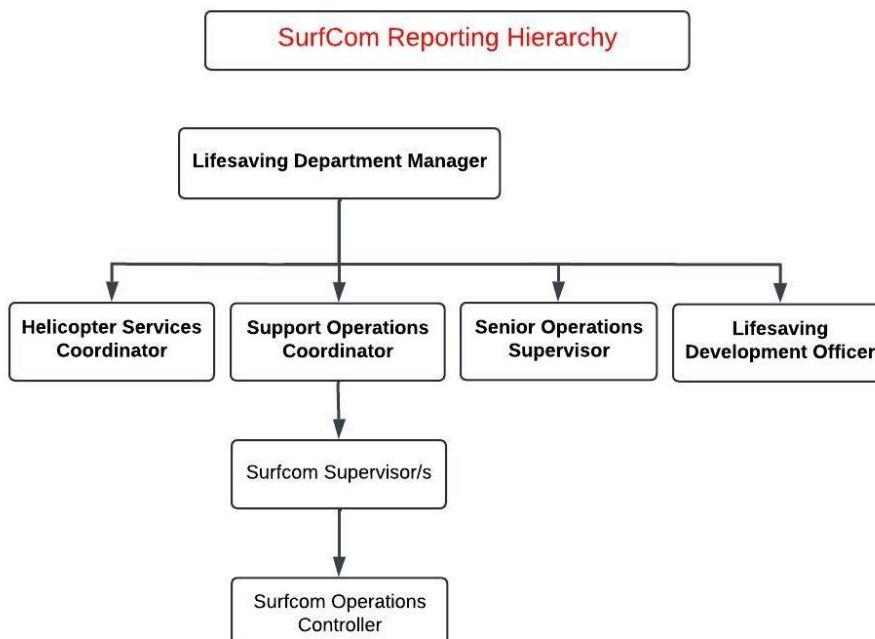 SurfCom Reporting Hierarchy
Lifesaving Department Manager
Helicopter Services
Coordinator
Support Operations
Coordinator
Senior Operations
Supervisor
Lifesaving
Development Officer
Surfcom Supervisor/s
Surfcom Operations
Controller